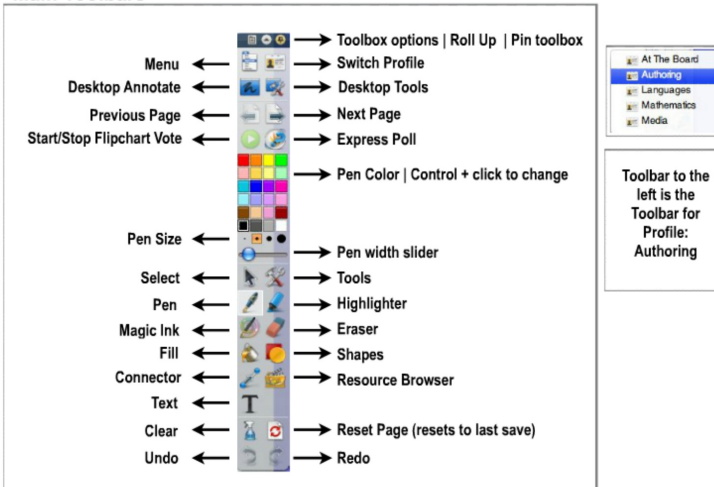 Toolbox options | Roll Up | Pin toolbox
Menu
Switch Profile
Desktop Annotate
Desktop Tools
Previous Page
Next Page
Start/Stop Flipchart Vote
Express Poll
Pen Color | Control + click to change
Pen Size
Pen width slider
Select
Tools
Pen
Highlighter
Magic Ink
Eraser
Fill
Shapes
Connector
Resource Browser
Text
T
Clear
Reset Page (resets to last save)
Undo
Redo
At The Board
Authoring
Languages
Mathematics
Media
Toolbar to the
left is the
Toolbar for
Profile:
Authoring